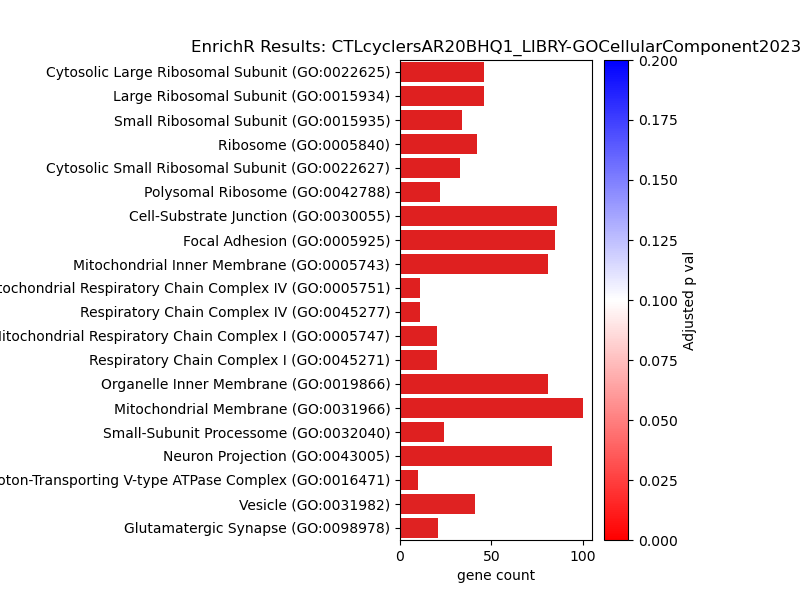 EnrichR Results: CTLcyclersAR20BHQ1_LIBRY-GOCellularComponent2023
Cytosolic Large Ribosomal Subunit (GO:0022625)
Large Ribosomal Subunit (GO:0015934)
Small Ribosomal Subunit (GO:0015935)
Ribosome (GO:0005840)
Cytosolic Small Ribosomal Subunit (GO:0022627)
Polysomal Ribosome (GO:0042788)
Cell-Substrate Junction (GO:0030055)
Focal Adhesion (GO:0005925)
Mitochondrial Inner Membrane (GO:0005743)
tochondrial Respiratory Chain Complex IV (GO:0005751)
Respiratory Chain Complex IV (GO:0045277)
Mitochondrial Respiratory Chain Complex I (GO:0005747)
Respiratory Chain Complex I (GO:0045271)
Organelle Inner Membrane (GO:0019866)
Mitochondrial Membrane (GO:0031966)
Small-Subunit Processome (GO:0032040)
Neuron Projection (GO:0043005)
oton-Transporting V-type ATPase Complex (GO:0016471)
Vesicle (GO:0031982)
Glutamatergic Synapse (GO:0098978)
0 50 100
gene count
0.200
0.175
0.150
0.125
0.100
0.075
0.050
0.025
0.000
Adjusted p val